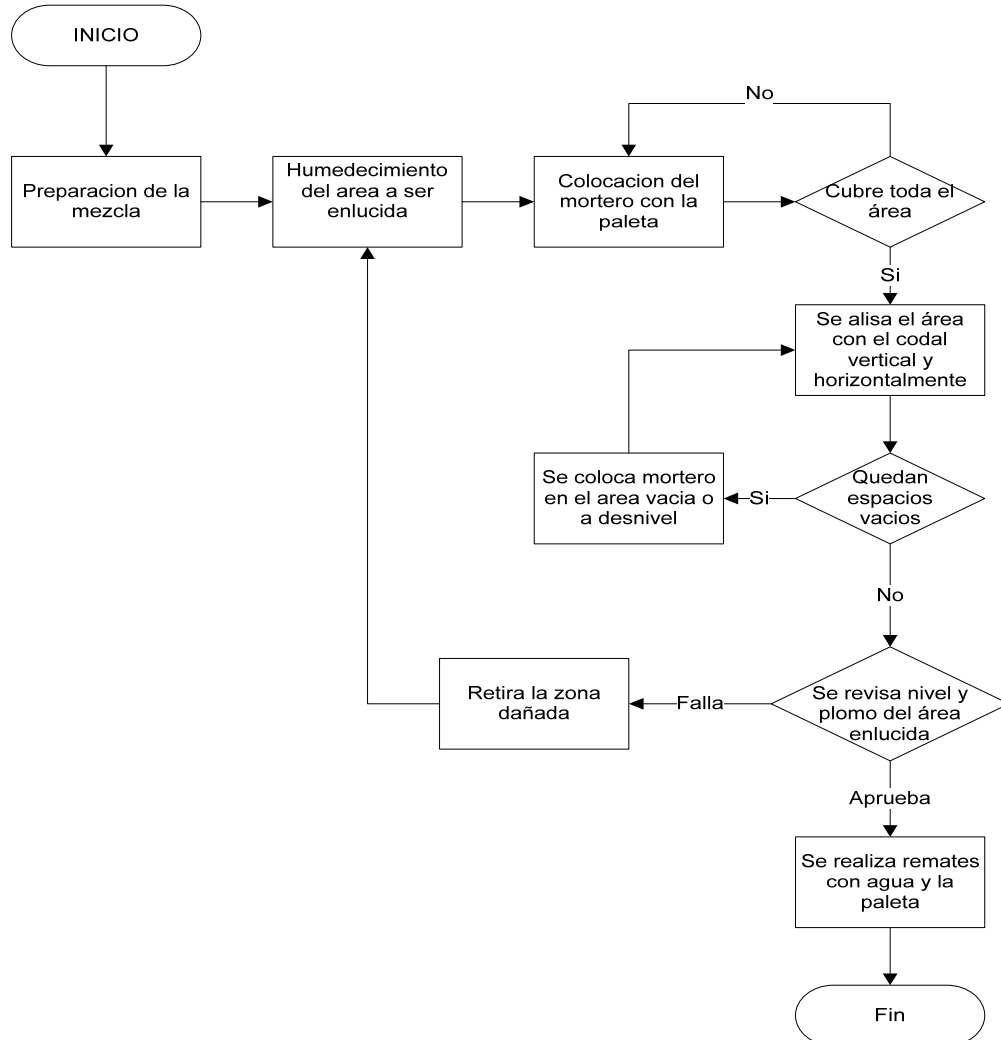 INICIO
Preparacion de la
mezcla
Humedecimiento
del area a ser
enlucida
Colocacion del
mortero con la
paleta
No
Cubre toda el
área
Si
Se alisa el área
con el codal
vertical y
horizontalmente
Quedan
espacios
vacios
Si
Se coloca mortero
en el area vacia o
a desnivel
No
Se revisa nivel y
plomo del área
enlucida
Falla
Retira la zona
dañada
Aprueba
Se realiza remates
con agua y la
paleta
Fin